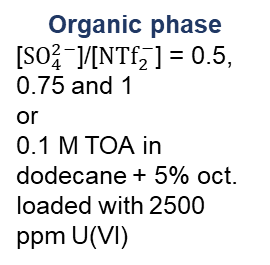 Organic phase
[SO₄²⁻]/[NTf₂⁻] = 0.5,
0.75 and 1
or
0.1 M TOA in
dodecane + 5% oct.
loaded with 2500
ppm U(VI)